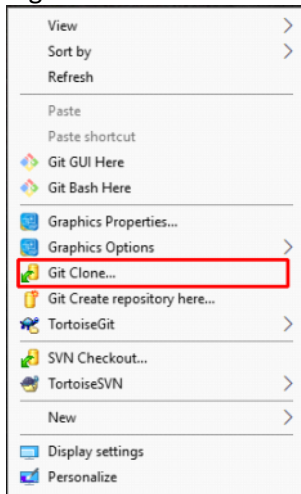 View
Sort by
Refresh
Paste
Paste shortcut
Git GUI Here
Git Bash Here
Graphics Properties...
Graphics Options
Git Clone...
Git Create repository here...
TortoiseGit
SVN Checkout...
TortoiseSVN
New
Display settings
Personalize